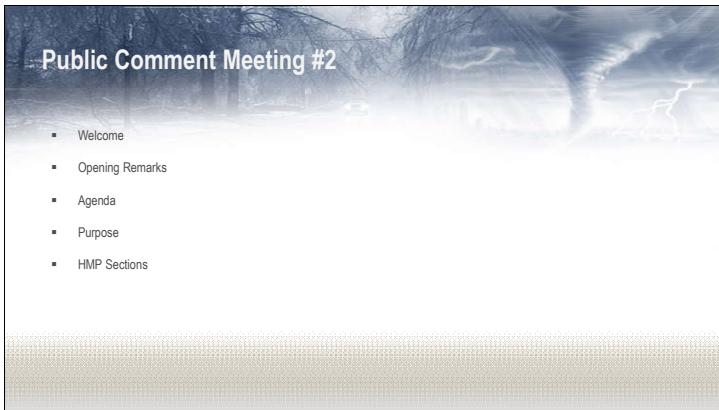 Public Comment Meeting #2
▪ Welcome
▪ Opening Remarks
▪ Agenda
▪ Purpose
▪ HMP Sections